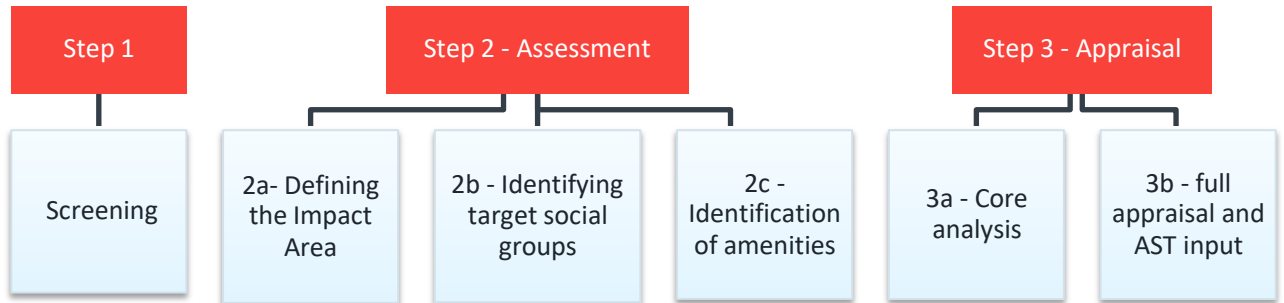 Step 1
Step 2 - Assessment
Step 3 - Appraisal
Screening
2a- Defining
the Impact
Area
2b - Identifying
target social
groups
2c -
Identification
of amenities
3a - Core
analysis
3b - full
appraisal and
AST input